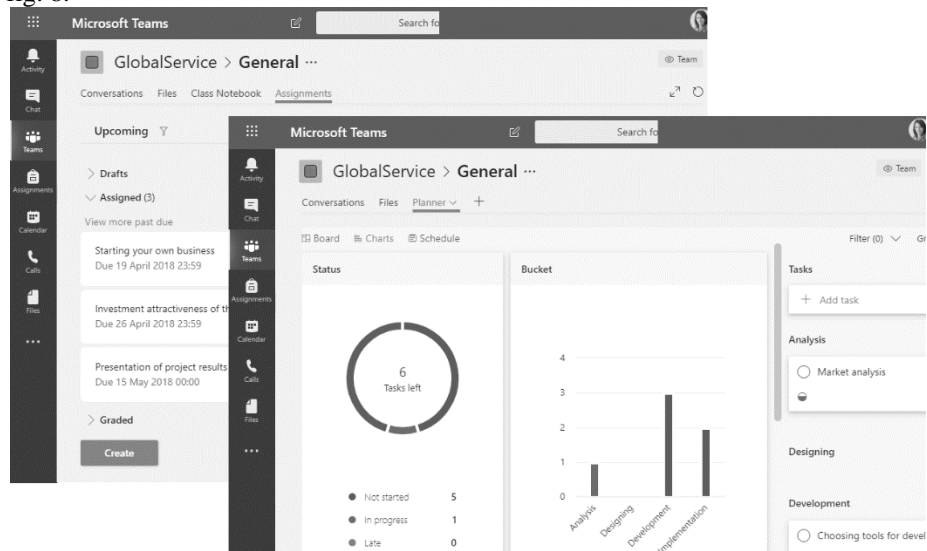 fig. 8.
Microsoft Teams
Search fo
Activity
Chat
Teams
Assignments
Calendar
Calls
Files
GlobalService > General ...
Team
Conversations Files Class Notebook Assignments
Upcoming
Drafts
Assigned (3)
View more past due
Starting your own business
Due 19 April 2018 23:59
Investment attractiveness of th
Due 26 April 2018 23:59
Presentation of project results
Due 15 May 2018 00:00
Graded
Create
Microsoft Teams
Search fo
Activity
Chat
Teams
Assignments
Calendar
Calls
Files
GlobalService > General ...
Team
Conversations Files Planner +
Board Charts Schedule
Filter (0) Gr
Status
6
Tasks left
Not started 5
In progress 1
Late 0
Bucket
4
3
2
1
0
Analysis
Designing
Development
Implementation
Tasks
+ Add task
Analysis
Market analysis
Designing
Development
Choosing tools for devel